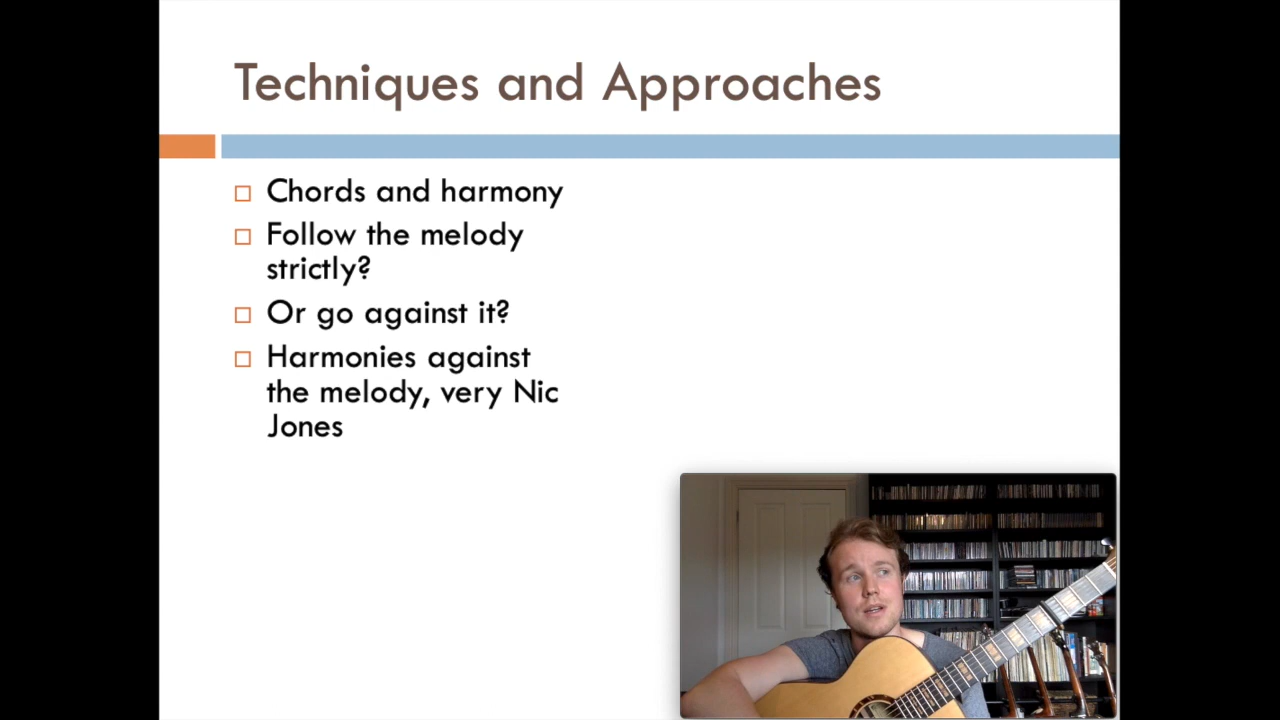 Techniques and Approaches
Chords and harmony
Follow the melody
strictly?
Or go against it?
Harmonies against
the melody, very Nic
Jones